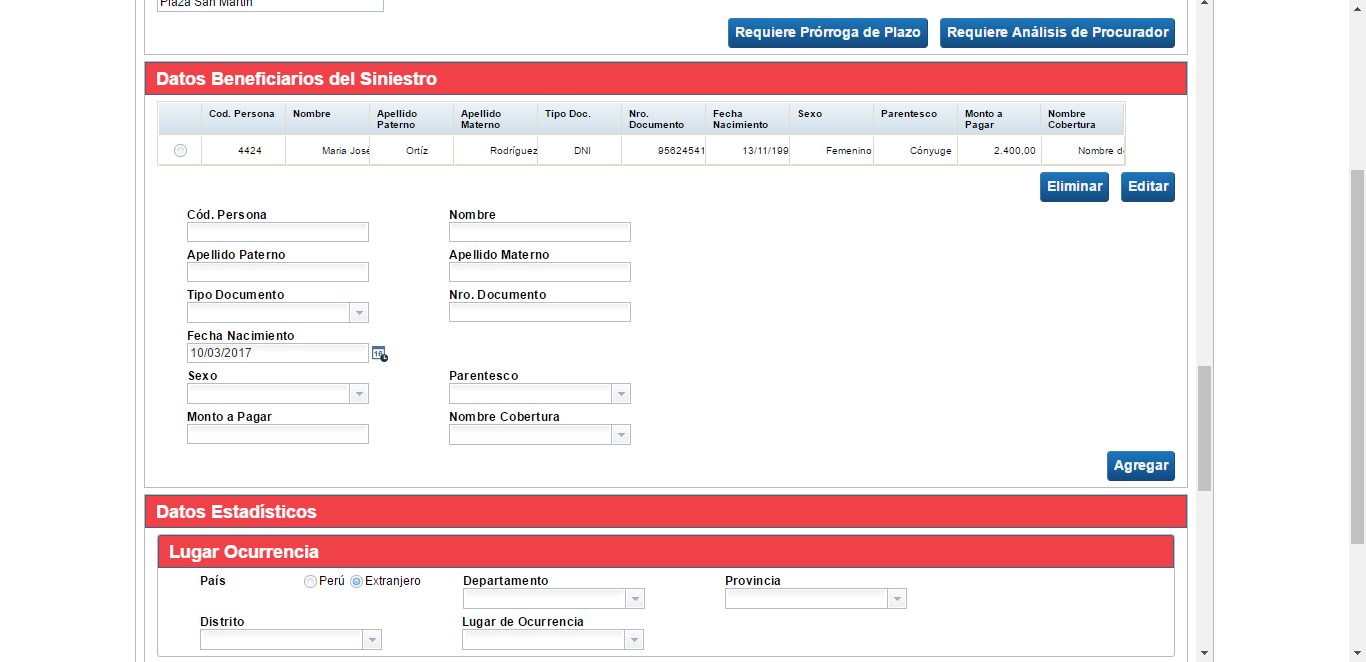 Plaza San Martín
Requiere Prórroga de Plazo Requiere Análisis de Procurador
Datos Beneficiarios del Siniestro
Cod. Persona Nombre Apellido Paterno Apellido Materno Tipo Doc. Nro. Documento Fecha Nacimiento Sexo Parentesco Monto a Pagar Nombre Cobertura
4424 Maria José Ortíz Rodríguez DNI 95624541 13/11/199 Femenino Cónyuge 2.400,00 Nombre d
Eliminar Editar
Cód. Persona Nombre
Apellido Paterno Apellido Materno
Tipo Documento Nro. Documento
Fecha Nacimiento
10/03/2017
Sexo Parentesco
Monto a Pagar Nombre Cobertura
Agregar
Datos Estadísticos
Lugar Ocurrencia
País Perú Extranjero Departamento Provincia
Distrito Lugar de Ocurrencia